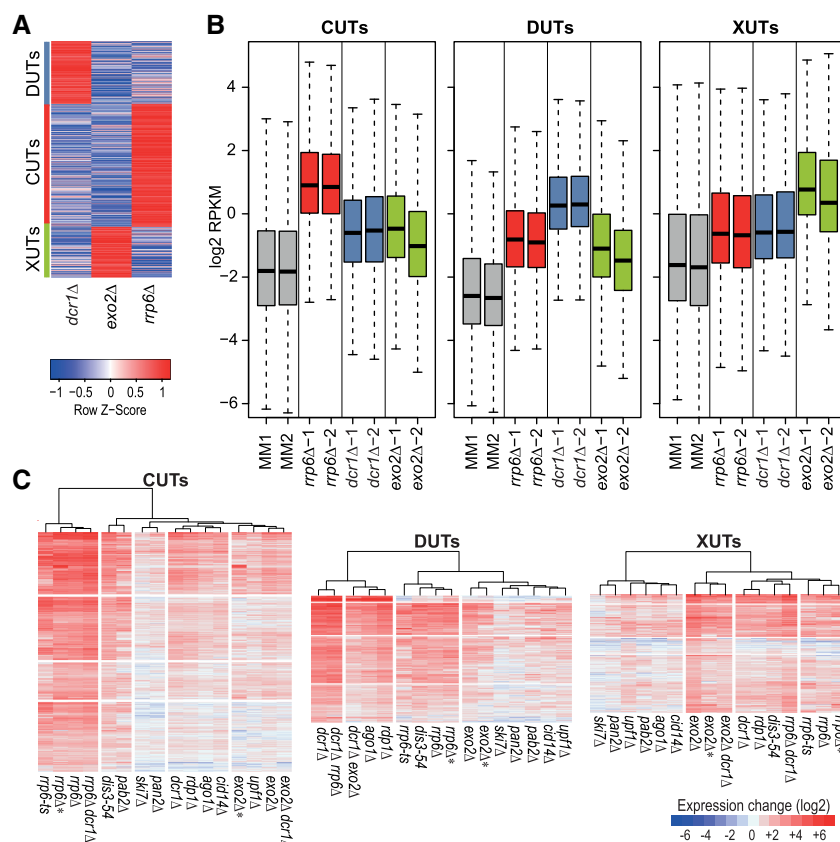 A
DUTs
CUTs
XUTs
dcr1Δ
exo2Δ
rrp6Δ
−1 −0.5 0 0.5 1
Row Z-Score
B
CUTs DUTs XUTs
log2 RPKM
4
2
0
−2
−4
−6
MM1
MM2
rrp6Δ−1
rrp6Δ−2
dcr1Δ−1
dcr1Δ−2
exo2Δ−1
exo2Δ−2
MM1
MM2
rrp6Δ−1
rrp6Δ−2
dcr1Δ−1
dcr1Δ−2
exo2Δ−1
exo2Δ−2
MM1
MM2
rrp6Δ−1
rrp6Δ−2
dcr1Δ−1
dcr1Δ−2
exo2Δ−1
exo2Δ−2
C
CUTs
rrp6-ts
rrp6Δ*
rrp6Δ
rrp6Δ dcr1Δ
dis3-54
pab2Δ
ski7Δ
pan2Δ
dcr1Δ
rdp1Δ
ago1Δ
cid14Δ
exo2Δ*
upf1Δ
exo2Δ
exo2Δ dcr1Δ
DUTs
dcr1Δ
dcr1Δ rrp6Δ
dcr1Δ exo2Δ
ago1Δ
rdp1Δ
rrp6-ts
dis3-54
rrp6Δ
rrp6Δ*
exo2Δ
exo2Δ*
ski7Δ
pan2Δ
pab2Δ
cid14Δ
upf1Δ
XUTs
ski7Δ
pan2Δ
upf1Δ
pab2Δ
ago1Δ
cid14Δ
exo2Δ
exo2Δ*
exo2Δ dcr1Δ
dcr1Δ
rdp1Δ
dis3-54
rrp6Δ dcr1Δ
rrp6-ts
rrp6Δ
rrp6Δ*
Expression change (log2)
-6 -4 -2 0 +2 +4 +6